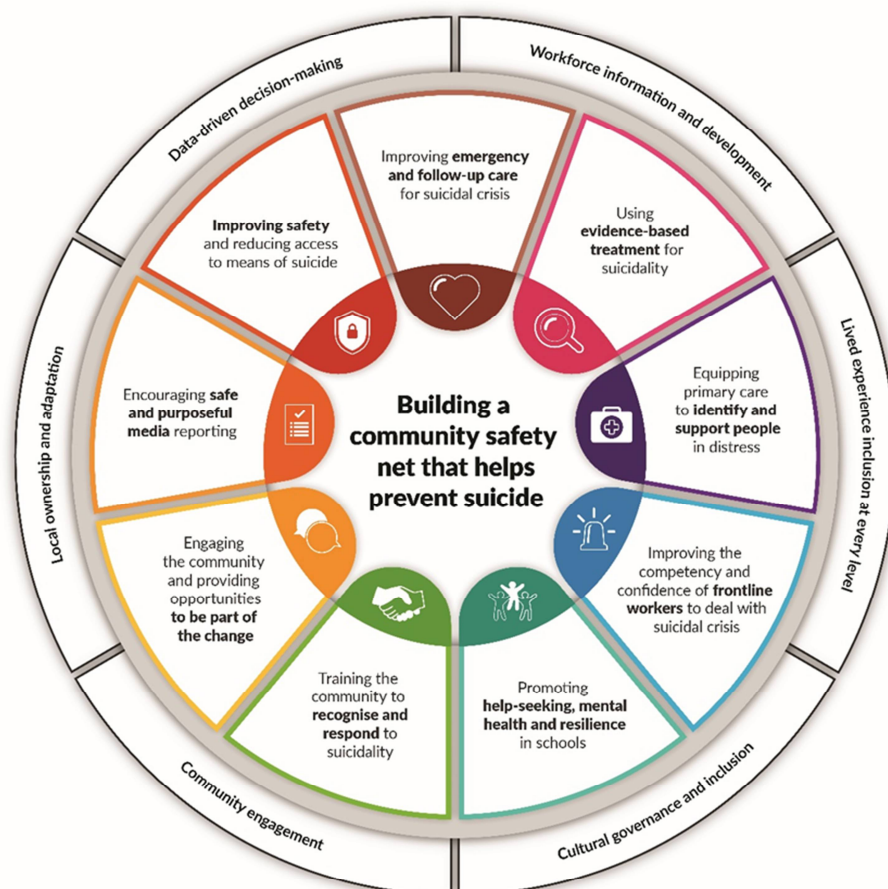 Data-driven decision-making
Workforce information and development
Lived experience inclusion at every level
Cultural governance and inclusion
Community engagement
Local ownership and adaptation
Improving emergency
and follow-up care
for suicidal crisis
Using
evidence-based
treatment for
suicidality
Equipping
primary care
to identify and
support people
in distress
Improving the
competency and
confidence of frontline
workers to deal with
suicidal crisis
Promoting
help-seeking, mental
health and resilience
in schools
Training the
community to
recognise and
respond to
suicidality
Engaging
the community
and providing
opportunities
to be part of
the change
Encouraging safe
and purposeful
media reporting
Improving safety
and reducing access
to means of suicide
Building a
community safety
net that helps
prevent suicide